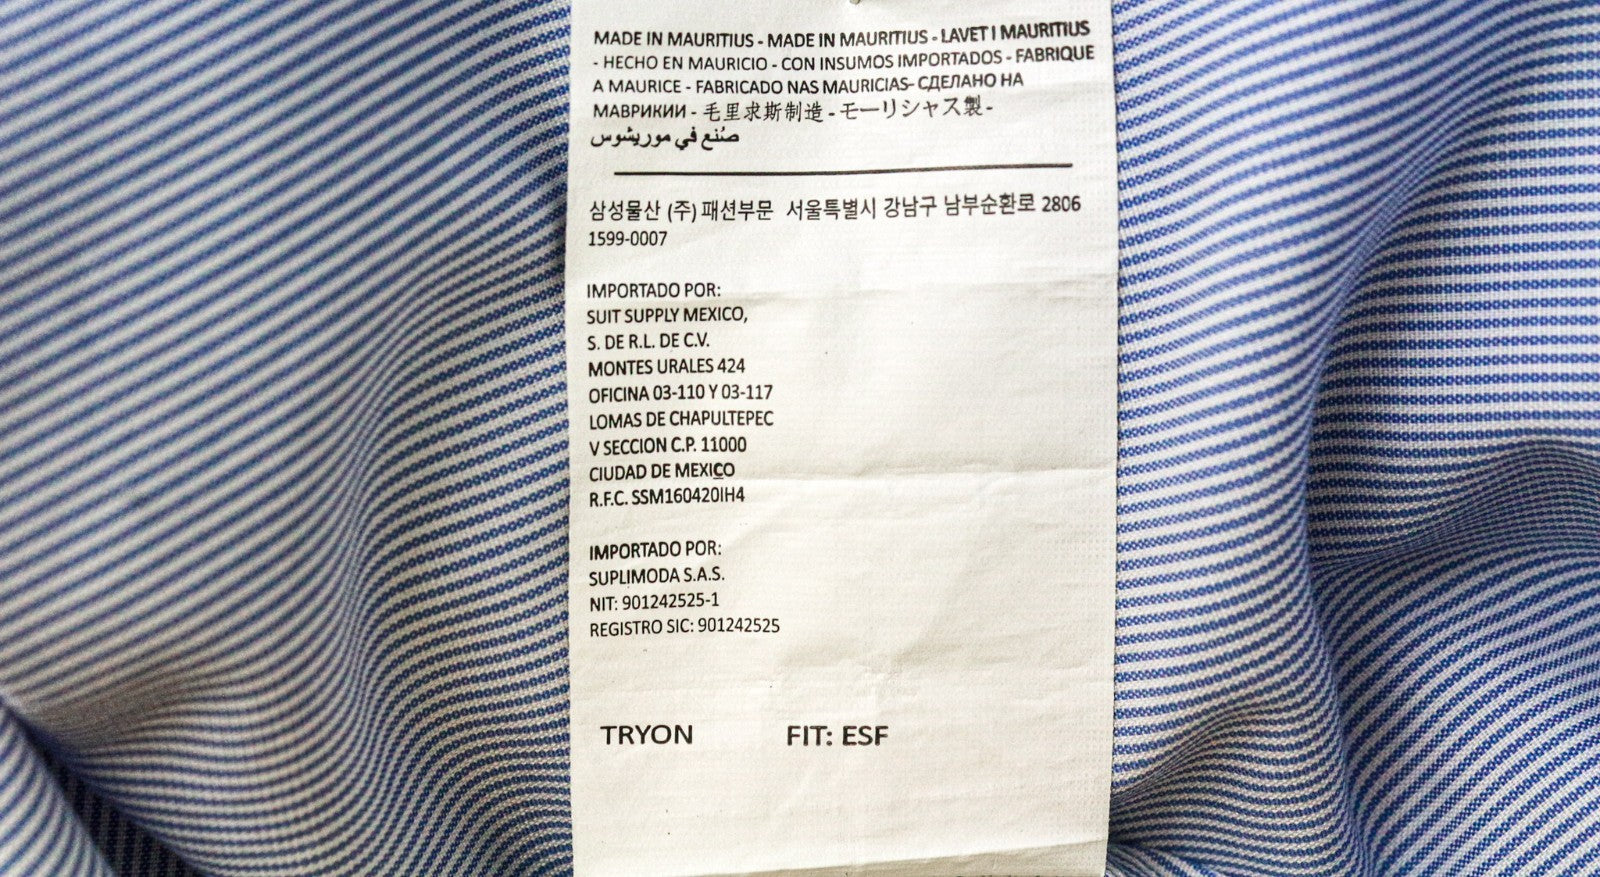 MADE IN MAURITIUS - MADE IN MAURITIUS - LAVET I MAURITIUS
- HECHO EN MAURICIO - CON INSUMOS IMPORTADOS - FABRIQUE
A MAURICE - FABRICADO NAS MAURICIAS- СДЕЛАНО НА
МАВРИКИИ - 毛里求斯制造 - モーリシャス製 -
صُنع في موريشوس
삼성물산 (주) 패션부문 서울특별시 강남구 남부순환로 2806
1599-0007
IMPORTADO POR:
SUIT SUPPLY MEXICO,
S. DE R.L. DE C.V.
MONTES URALES 424
OFICINA 03-110 Y 03-117
LOMAS DE CHAPULTEPEC
V SECCION C.P. 11000
CIUDAD DE MEXICO
R.F.C. SSM160420IH4
IMPORTADO POR:
SUPLIMODA S.A.S.
NIT: 901242525-1
REGISTRO SIC: 901242525
TRYON FIT: ESF